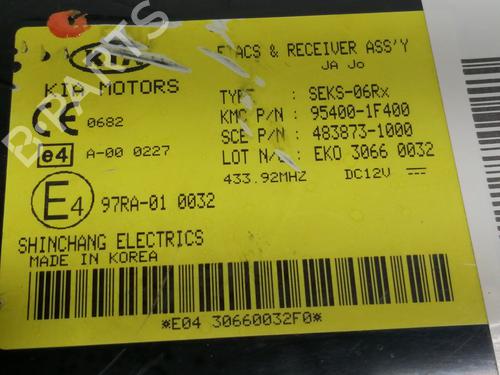 ETACS & RECEIVER ASS'Y
JA Jo
KIA MOTORS
TYPE : SEKS-06Rx
0682
KMC P/N : 95400-1F400
SCE P/N : 483873-1000
e4 A-00 0227
LOT N/ : EKO 3066 0032
433.92MHZ DC12V
E4 97RA-01 0032
SHINCHANG ELECTRICS
MADE IN KOREA
*E04 30660032F0*
BPARTS